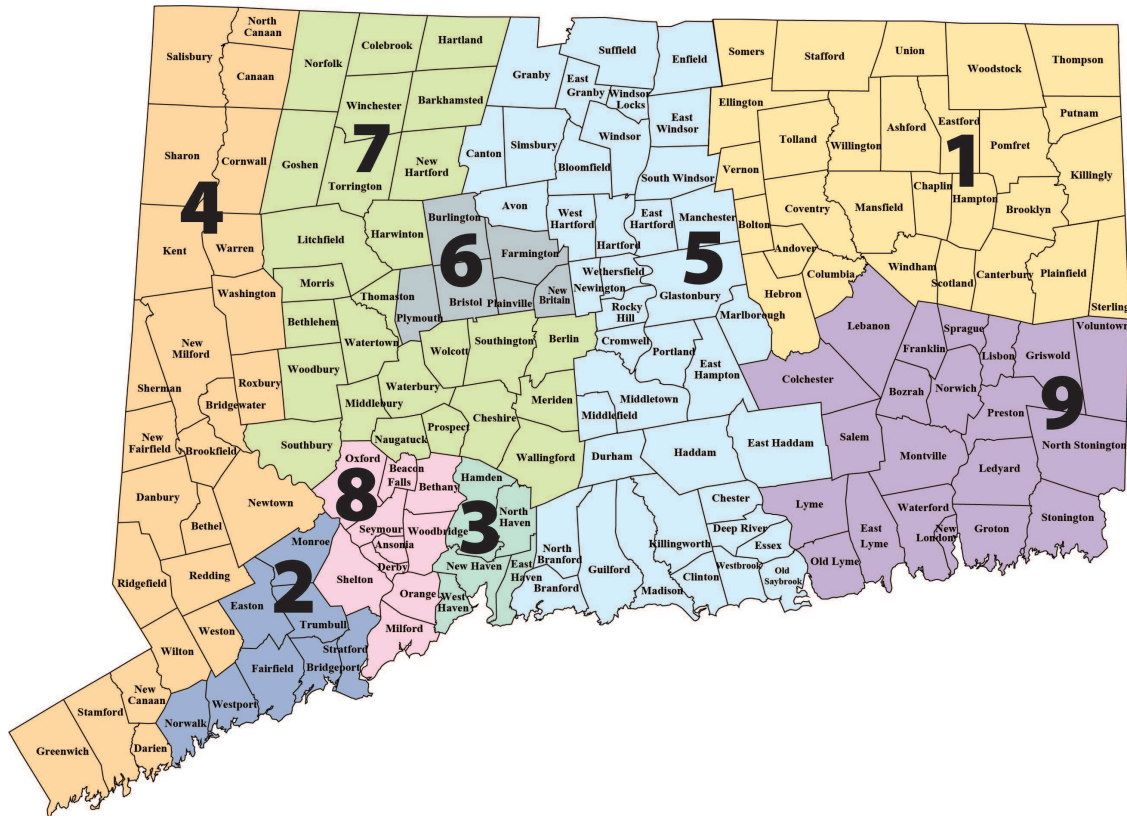 North
Canaan
Salisbury
Canaan
Norfolk
Colebrook
Hartland
Suffield
Enfield
Somers
Stafford
Union
Woodstock
Thompson
Granby
East
Granby
Windsor
Locks
Winchester
Barkhamsted
East
Windsor
Ellington
Tolland
Willington
Ashford
Eastford
Pomfret
Putnam
Sharon
Cornwall
Goshen
7
Torrington
New
Hartford
Canton
Simsbury
Windsor
Bloomfield
South Windsor
Vernon
1
Killingly
4
Burlington
Avon
West
Hartford
Hartford
East
Hartford
Manchester
Bolton
Coventry
Mansfield
Chaplin
Hampton
Brooklyn
Kent
Warren
Litchfield
Harwinton
6
Farmington
5
Andover
Columbia
Windham
Scotland
Canterbury
Plainfield
Sterling
Washington
Morris
Thomaston
Plymouth
Bristol
Plainville
New
Britain
Wethersfield
Newington
Rocky
Hill
Glastonbury
Marlborough
Hebron
New
Milford
Bethlehem
Watertown
Wolcott
Southington
Berlin
Cromwell
Portland
East
Hampton
Lebanon
Franklin
Sprague
Lisbon
Griswold
Voluntown
Sherman
Roxbury
Bridgewater
Woodbury
Waterbury
Middlebury
Cheshire
Meriden
Middlefield
Middletown
Colchester
Bozrah
Norwich
Preston
9
New
Fairfield
Brookfield
Southbury
Naugatuck
Prospect
Wallingford
Durham
Haddam
East Haddam
Salem
Montville
North Stonington
Danbury
Bethel
Newtown
Oxford
Beacon
Falls
Bethany
Hamden
North
Haven
Chester
Lyme
Ledyard
8
Seymour
Woodbridge
3
Deep River
Killingworth
Essex
East
Lyme
Waterford
New
London
Groton
Stonington
Monroe
Ansonia
Derby
New Haven
East
Haven
North
Branford
Guilford
Westbrook
Old
Saybrook
Old Lyme
Ridgefield
Redding
2
Shelton
Orange
West
Haven
Branford
Madison
Clinton
Easton
Trumbull
Milford
Weston
Wilton
Stratford
Fairfield
Bridgeport
New
Canaan
Westport
Norwalk
Stamford
Greenwich
Darien